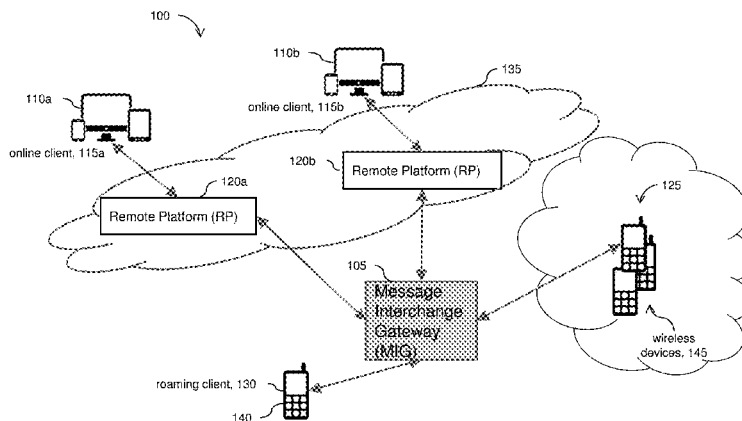 100
110b
135
110a
online client, 115b
online client, 115a
120b
Remote Platform (RP)
120a
Remote Platform (RP)
125
105
Message
Interchange
Gateway
(MIG)
wireless
devices, 145
roaming client, 130
140